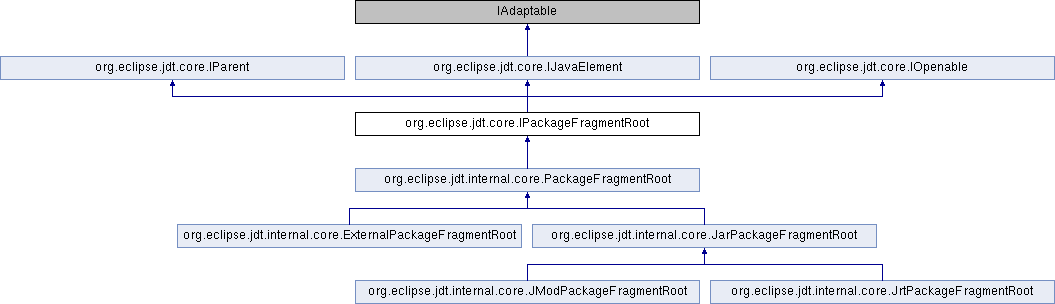 IAdaptable
org.eclipse.jdt.core.IParent
org.eclipse.jdt.core.IJavaElement
org.eclipse.jdt.core.IOpenable
org.eclipse.jdt.core.IPackageFragmentRoot
org.eclipse.jdt.internal.core.PackageFragmentRoot
org.eclipse.jdt.internal.core.ExternalPackageFragmentRoot
org.eclipse.jdt.internal.core.JarPackageFragmentRoot
org.eclipse.jdt.internal.core.JModPackageFragmentRoot
org.eclipse.jdt.internal.core.JrtPackageFragmentRoot